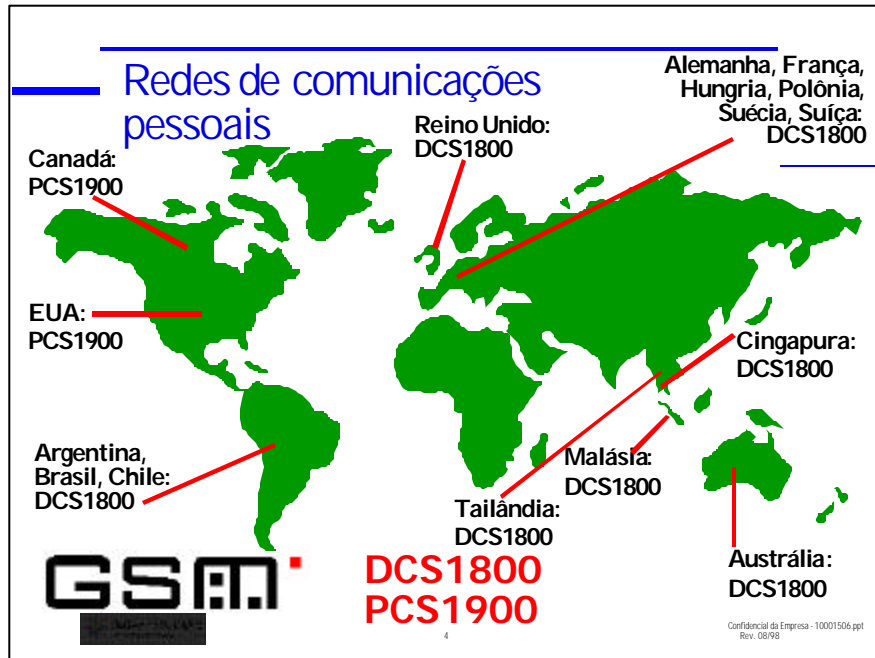 Redes de comunicações
pessoais
Alemanha, França,
Hungria, Polônia,
Suécia, Suíça:
DCS1800
Reino Unido:
DCS1800
Canadá:
PCS1900
EUA:
PCS1900
Cingapura:
DCS1800
Argentina,
Brasil, Chile:
DCS1800
Malásia:
DCS1800
Tailândia:
DCS1800
Austrália:
DCS1800
GSM
DCS1800
PCS1900
4
Confidencial da Empresa - 10001506.ppt
Rev. 08/98